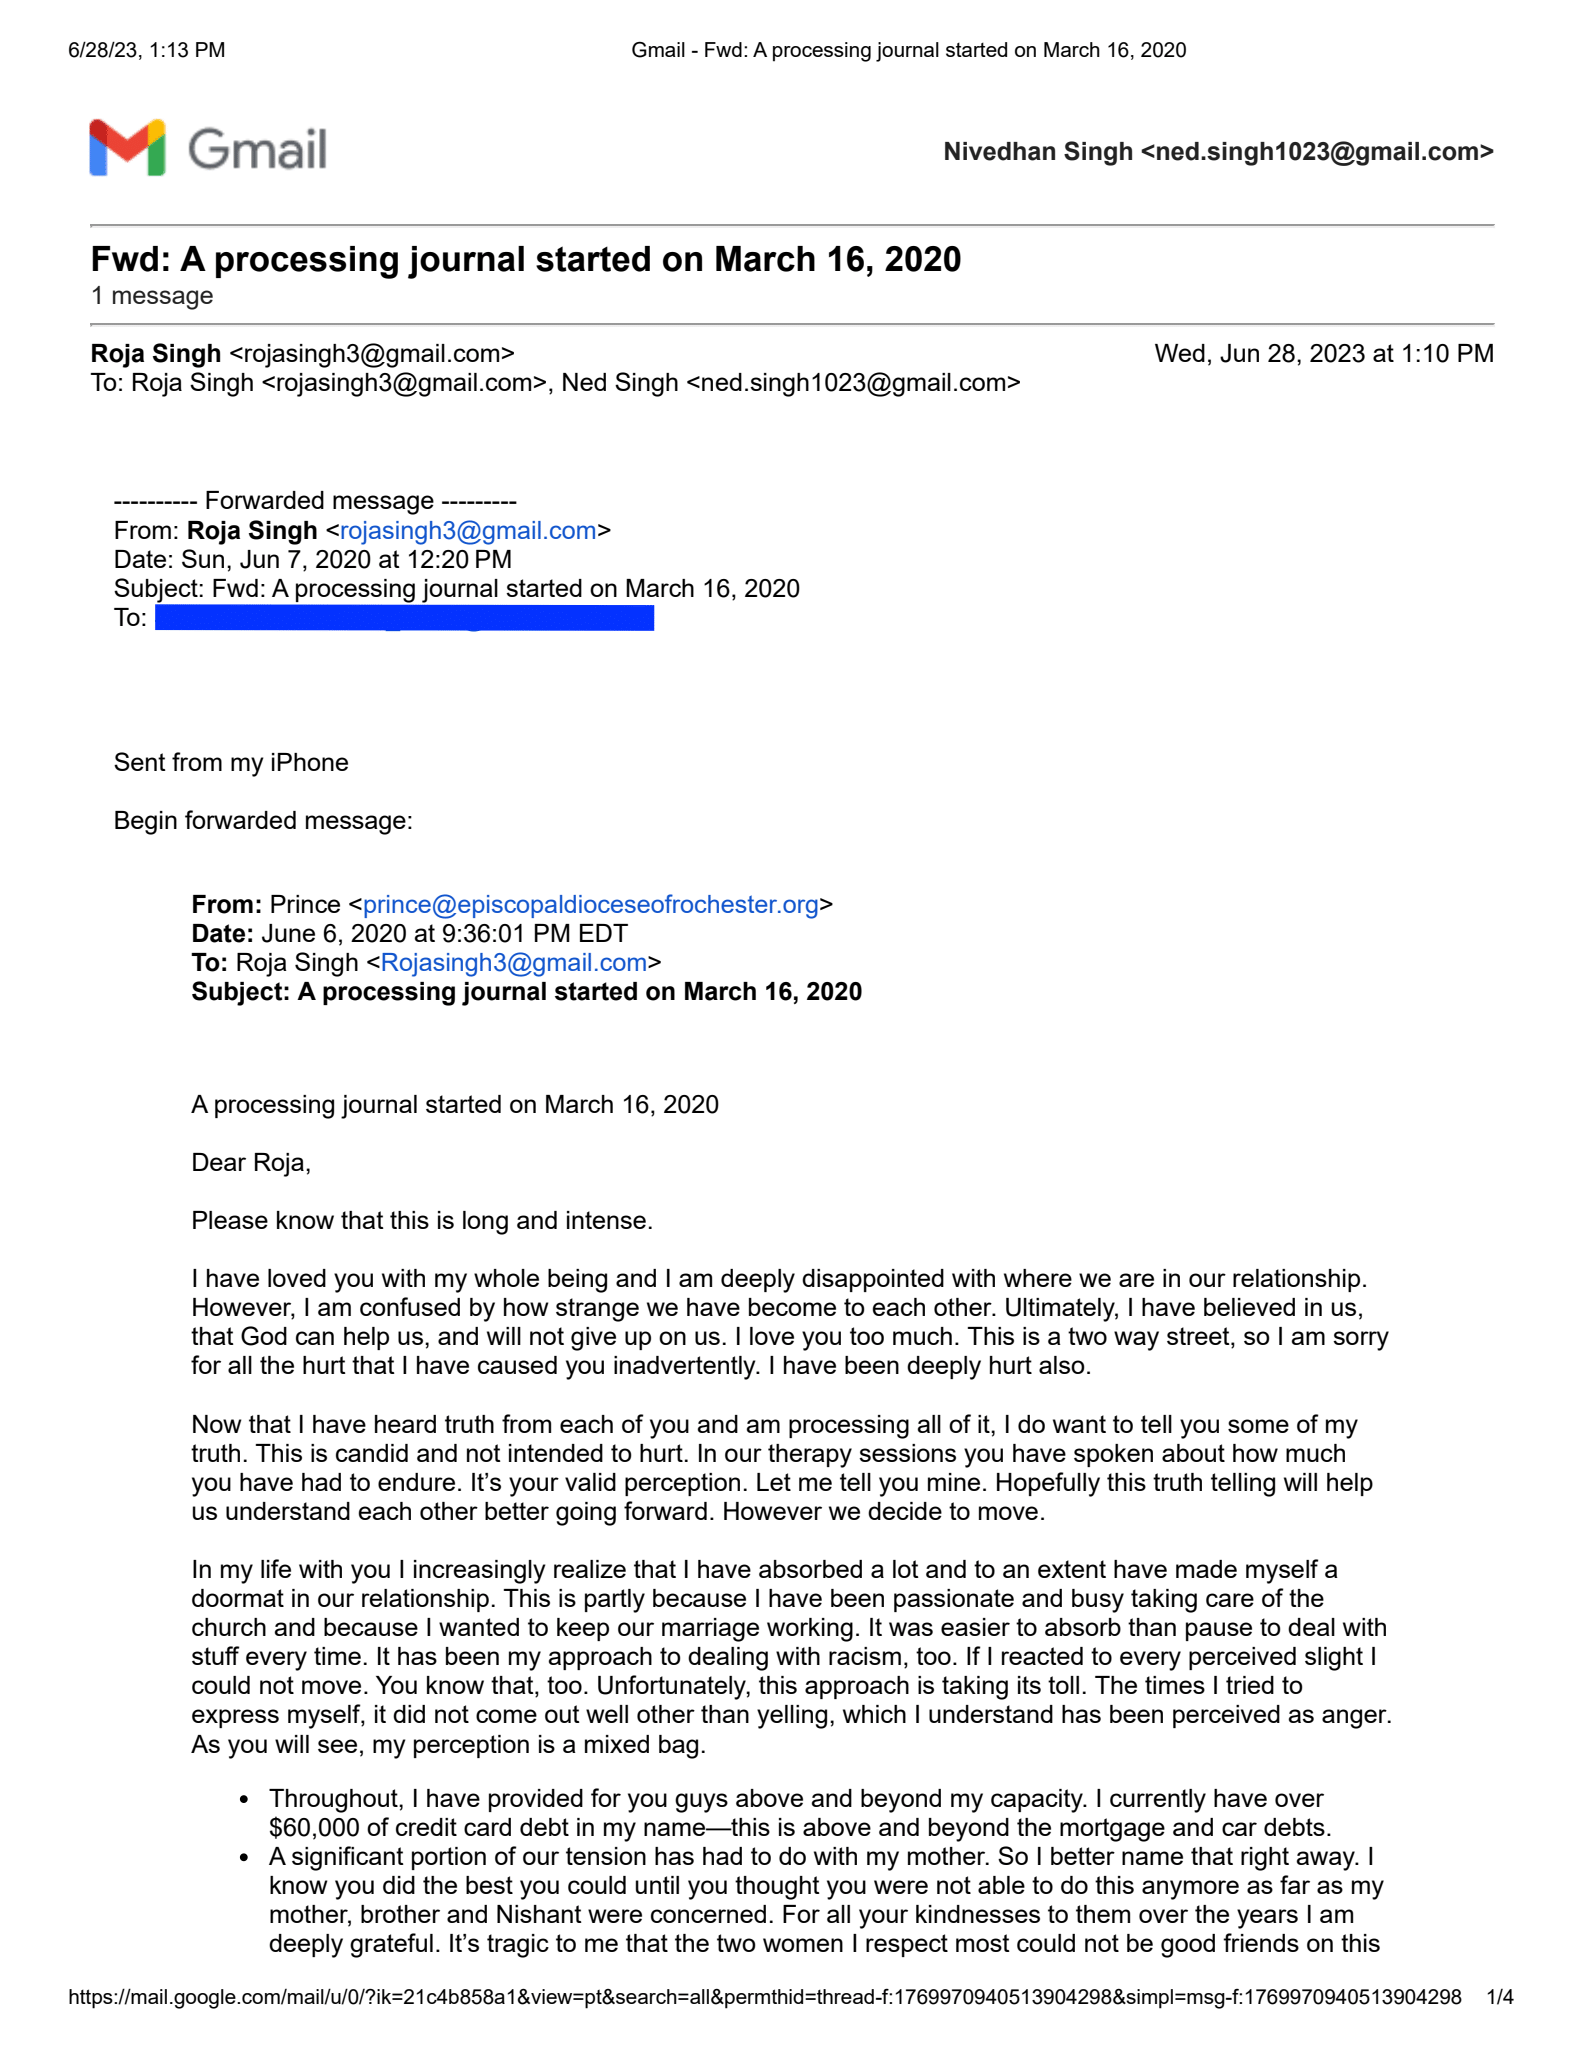 6/28/23, 1:13 PM Gmail - Fwd: A processing journal started on March 16, 2020
Gmail Nivedhan Singh <ned.singh1023@gmail.com>
Fwd: A processing journal started on March 16, 2020
1 message
Roja Singh <rojasingh3@gmail.com> Wed, Jun 28, 2023 at 1:10 PM
To: Roja Singh <rojasingh3@gmail.com>, Ned Singh <ned.singh1023@gmail.com>
---------- Forwarded message ---------
From: Roja Singh <rojasingh3@gmail.com>
Date: Sun, Jun 7, 2020 at 12:20 PM
Subject: Fwd: A processing journal started on March 16, 2020
To:
Sent from my iPhone
Begin forwarded message:
From: Prince <prince@episcopaldioceseofrochester.org>
Date: June 6, 2020 at 9:36:01 PM EDT
To: Roja Singh <Rojasingh3@gmail.com>
Subject: A processing journal started on March 16, 2020
A processing journal started on March 16, 2020
Dear Roja,
Please know that this is long and intense.
I have loved you with my whole being and I am deeply disappointed with where we are in our relationship.
However, I am confused by how strange we have become to each other. Ultimately, I have believed in us,
that God can help us, and will not give up on us. I love you too much. This is a two way street, so I am sorry
for all the hurt that I have caused you inadvertently. I have been deeply hurt also.
Now that I have heard truth from each of you and am processing all of it, I do want to tell you some of my
truth. This is candid and not intended to hurt. In our therapy sessions you have spoken about how much
you have had to endure. It’s your valid perception. Let me tell you mine. Hopefully this truth telling will help
us understand each other better going forward. However we decide to move.
In my life with you I increasingly realize that I have absorbed a lot and to an extent have made myself a
doormat in our relationship. This is partly because I have been passionate and busy taking care of the
church and because I wanted to keep our marriage working. It was easier to absorb than pause to deal with
stuff every time. It has been my approach to dealing with racism, too. If I reacted to every perceived slight I
could not move. You know that, too. Unfortunately, this approach is taking its toll. The times I tried to
express myself, it did not come out well other than yelling, which I understand has been perceived as anger.
As you will see, my perception is a mixed bag.
• Throughout, I have provided for you guys above and beyond my capacity. I currently have over
$60,000 of credit card debt in my name—this is above and beyond the mortgage and car debts.
• A significant portion of our tension has had to do with my mother. So I better name that right away. I
know you did the best you could until you thought you were not able to do this anymore as far as my
mother, brother and Nishant were concerned. For all your kindnesses to them over the years I am
deeply grateful. It’s tragic to me that the two women I respect most could not be good friends on this
https://mail.google.com/mail/u/0/?ik=21c4b858a1&view=pt&search=all&permthid=thread-f:1769970940513904298&simpl=msg-f:1769970940513904298 1/4